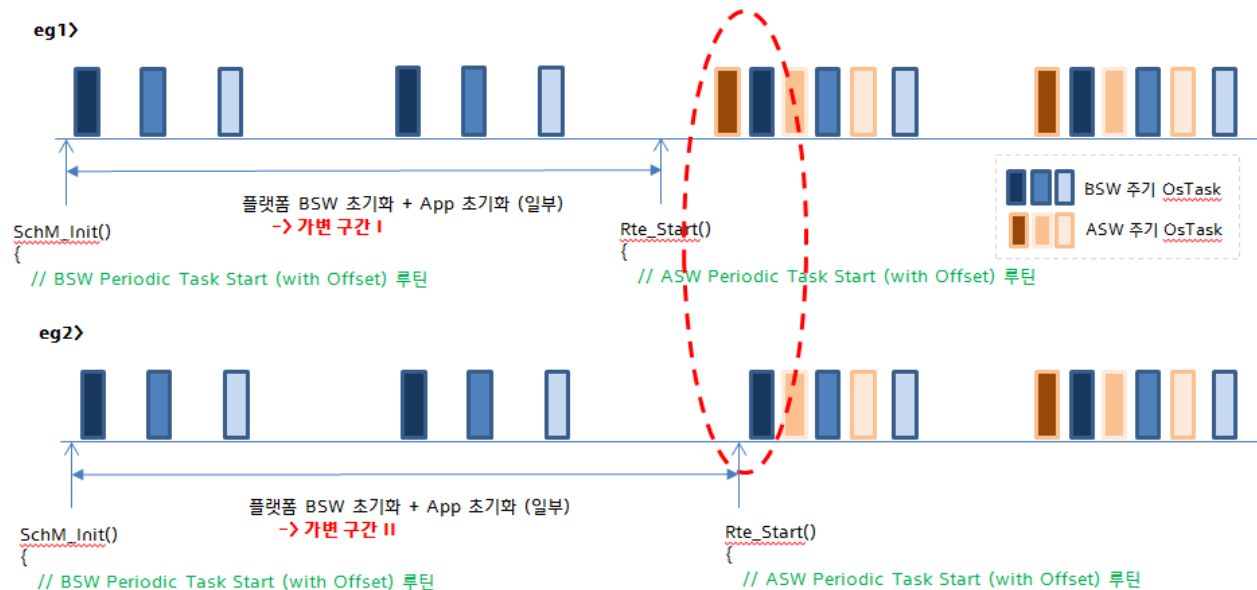 eg1>
플랫폼 BSW 초기화 + App 초기화 (일부)
-> 가변 구간 I
SchM_Init()
{
// BSW Periodic Task Start (with Offset) 루틴
Rte_Start()
{
// ASW Periodic Task Start (with Offset) 루틴
BSW 주기 OsTask
ASW 주기 OsTask
eg2>
플랫폼 BSW 초기화 + App 초기화 (일부)
-> 가변 구간 II
SchM_Init()
{
// BSW Periodic Task Start (with Offset) 루틴
Rte_Start()
{
// ASW Periodic Task Start (with Offset) 루틴